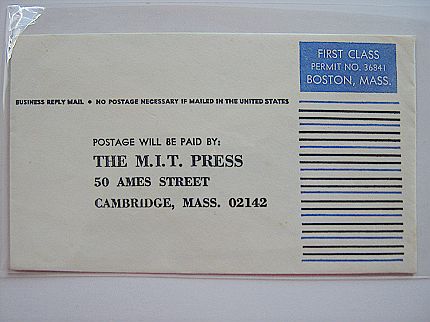 FIRST CLASS
PERMIT NO. 36841
BOSTON, MASS.
BUSINESS REPLY MAIL • NO POSTAGE NECESSARY IF MAILED IN THE UNITED STATES
POSTAGE WILL BE PAID BY:
THE M.I.T. PRESS
50 AMES STREET
CAMBRIDGE, MASS. 02142